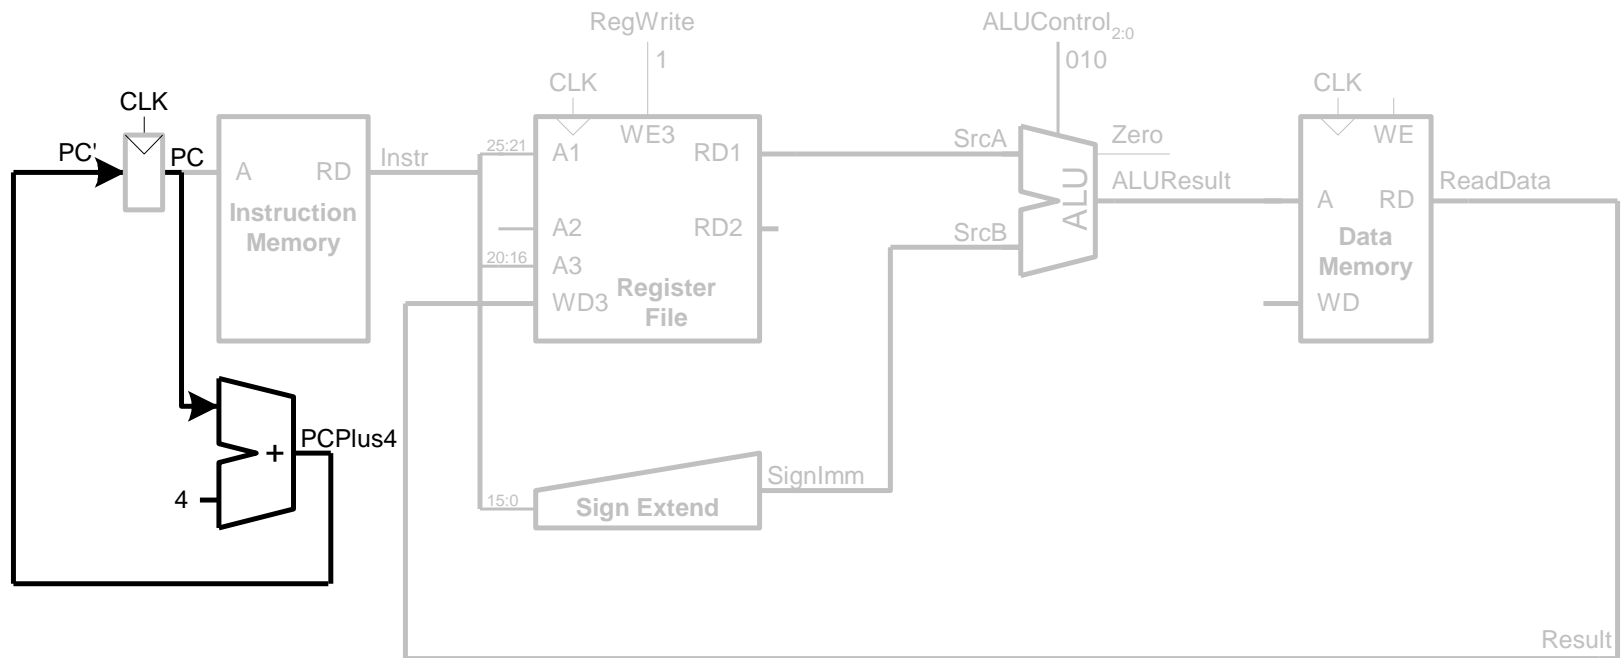 RegWrite
1
ALUControl2:0
010
CLK
CLK
CLK
PC'
PC
A
RD
Instruction
Memory
Instr
25:21
A1
WE3
RD1
A2
RD2
20:16
A3
WD3
Register
File
SrcA
SrcB
ALU
Zero
ALUResult
WE
A
RD
Data
Memory
WD
ReadData
+
PCPlus4
4
15:0
Sign Extend
SignImm
Result